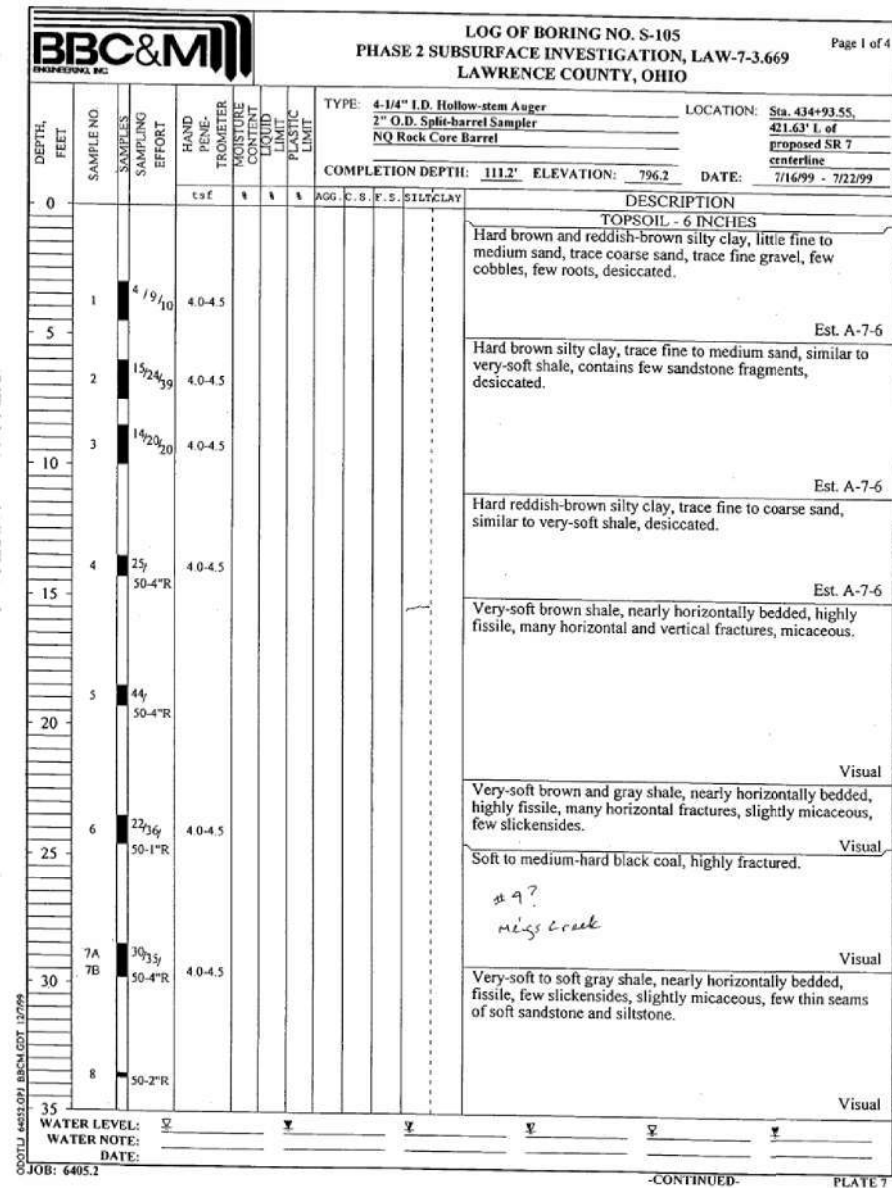 BBC&M
ENGINEERING, INC
LOG OF BORING NO. S-105
PHASE 2 SUBSURFACE INVESTIGATION, LAW-7-3.669
LAWRENCE COUNTY, OHIO
Page 1 of 4
DEPTH, FEET
SAMPLE NO.
SAMPLES
SAMPLING EFFORT
HAND PENE- TROMETER
MOISTURE CONTENT
LIQUID LIMIT
PLASTIC LIMIT
TYPE: 4-1/4" I.D. Hollow-stem Auger
2" O.D. Split-barrel Sampler
NQ Rock Core Barrel
LOCATION: Sta. 434+93.55,
421.63' L of
proposed SR 7
centerline
COMPLETION DEPTH: 111.2' ELEVATION: 796.2 DATE: 7/16/99 - 7/22/99
tsf % % % AGG. C.S. F.S. SILT CLAY DESCRIPTION
0
TOPSOIL - 6 INCHES
Hard brown and reddish-brown silty clay, little fine to
medium sand, trace coarse sand, trace fine gravel, few
cobbles, few roots, desiccated.
1 4/9/10 4.0-4.5
5 Est. A-7-6
Hard brown silty clay, trace fine to medium sand, similar to
very-soft shale, contains few sandstone fragments,
desiccated.
2 15/24/39 4.0-4.5
3 14/20/20 4.0-4.5
10
Est. A-7-6
Hard reddish-brown silty clay, trace fine to coarse sand,
similar to very-soft shale, desiccated.
4 25/ 4.0-4.5
50-4"R
15 Est. A-7-6
Very-soft brown shale, nearly horizontally bedded, highly
fissile, many horizontal and vertical fractures, micaceous.
5 44/
50-4"R
20
Visual
Very-soft brown and gray shale, nearly horizontally bedded,
highly fissile, many horizontal fractures, slightly micaceous,
few slickensides.
6 22/36/ 4.0-4.5
50-1"R
Visual
25
Soft to medium-hard black coal, highly fractured.
#9?
Meigs Creek
7A 30/35/
7B 50-4"R 4.0-4.5
Visual
30
Very-soft to soft gray shale, nearly horizontally bedded,
fissile, few slickensides, slightly micaceous, few thin seams
of soft sandstone and siltstone.
8 50-2"R
35 Visual
WATER LEVEL:
WATER NOTE:
DATE:
JOB: 6405.2
-CONTINUED-
PLATE 7
ODOTLJ 64052.GPJ BBCM.GDT 12/7/99